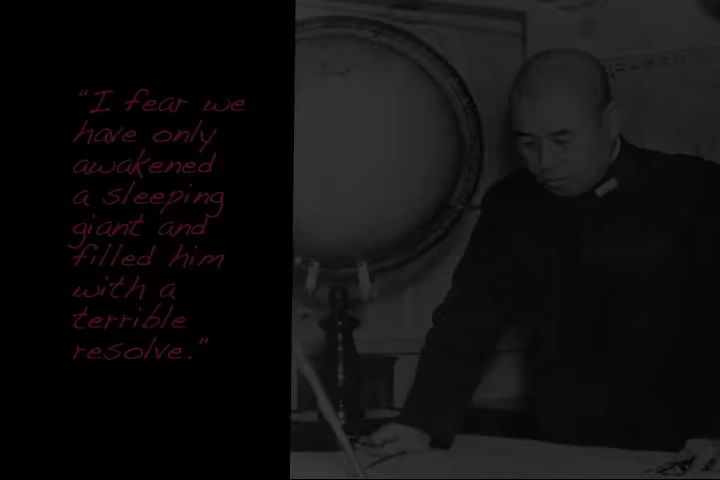 "I fear we
have only
awakened
a sleeping
giant and
filled him
with a
terrible
resolve."